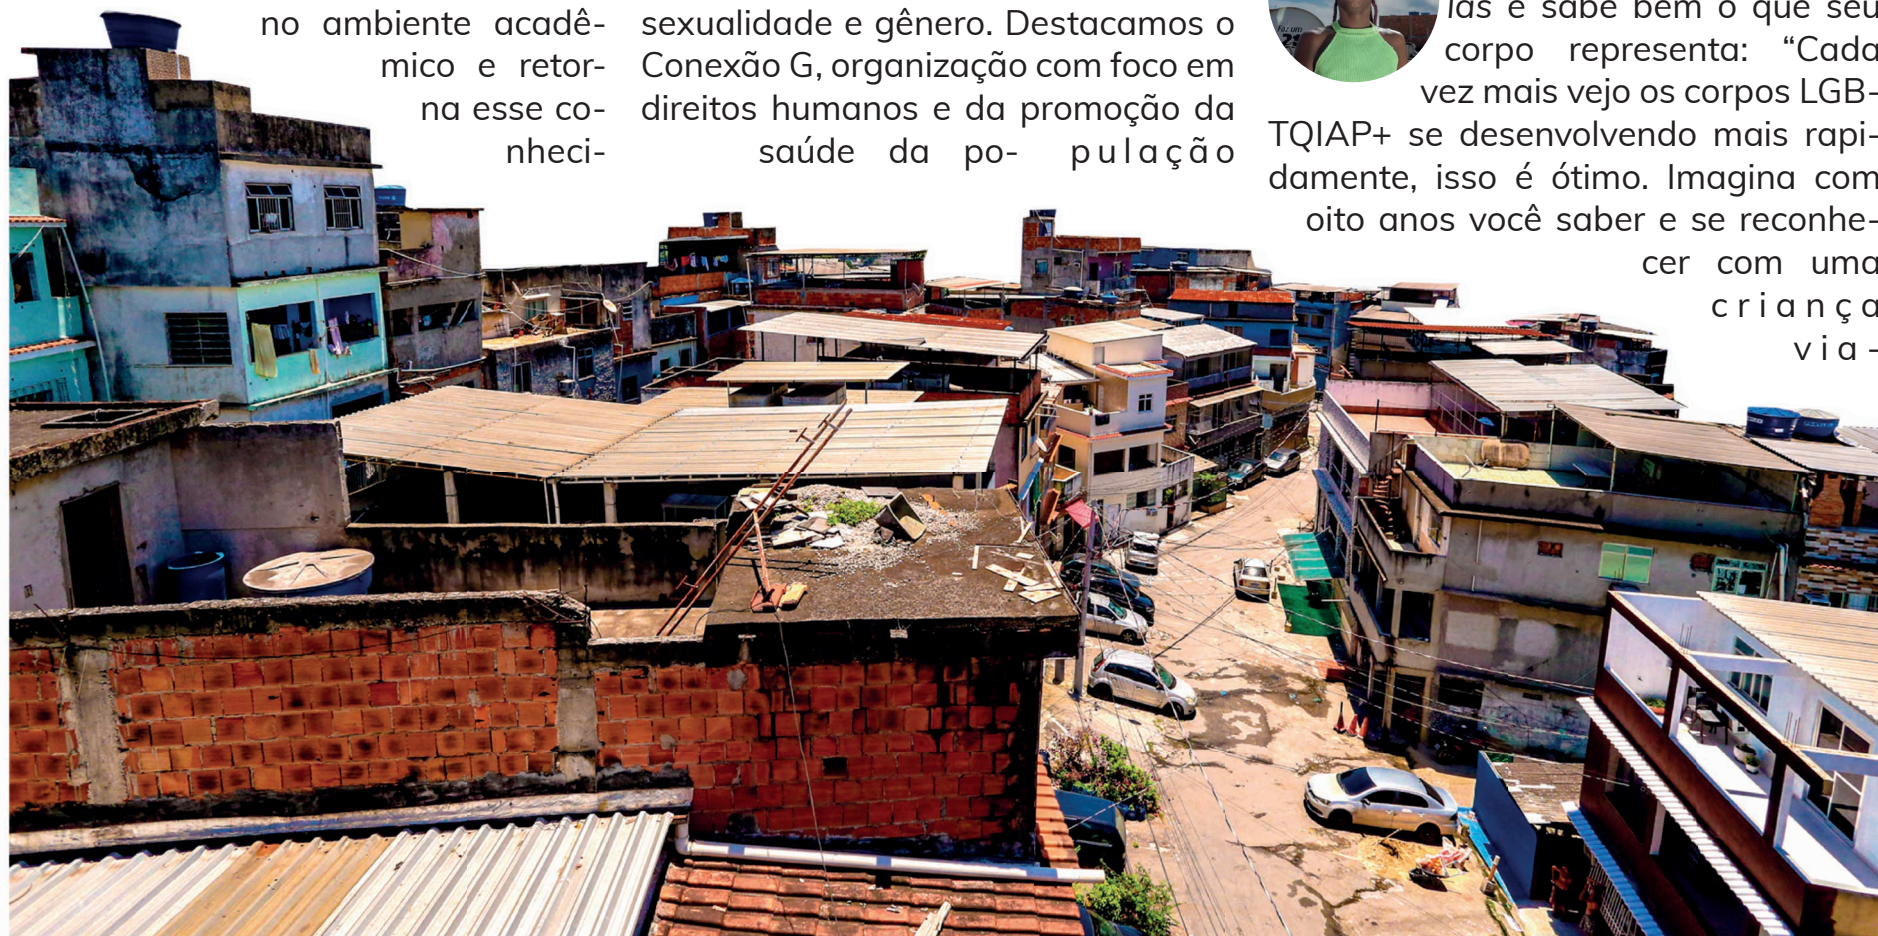 no ambiente acadê-
mico e retor-
na esse co-
nheci-
sexualidade e gênero. Destacamos o
Conexão G, organização com foco em
direitos humanos e da promoção da
saúde da po- pulação
las e sabe bem o que seu
corpo representa: “Cada
vez mais vejo os corpos LGB-
TQIAP+ se desenvolvendo mais rapi-
damente, isso é ótimo. Imagina com
oito anos você saber e se reconhe-
cer com uma
criança
via-